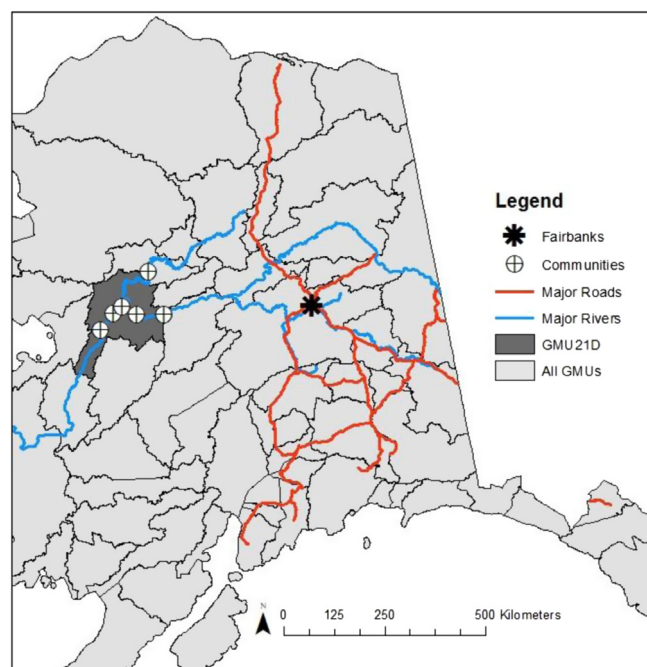 Legend
Fairbanks
Communities
Major Roads
Major Rivers
GMU21D
All GMUs
N
0 125 250 500 Kilometers